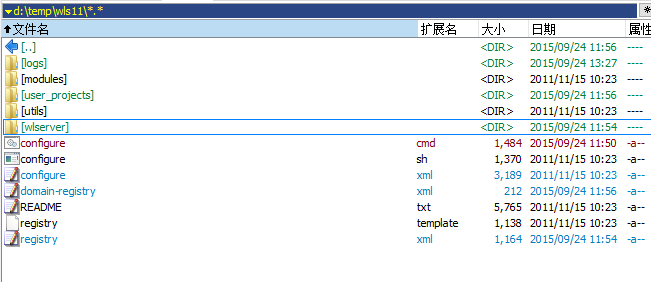 d:\temp\wls11\*.*
文件名 扩展名 大小 日期 属性
[..] <DIR> 2015/09/24 11:56 ----
[logs] <DIR> 2015/09/24 13:27 ----
[modules] <DIR> 2011/11/15 10:23 ----
[user_projects] <DIR> 2015/09/24 11:56 ----
[utils] <DIR> 2011/11/15 10:23 ----
[wlserver] <DIR> 2015/09/24 11:54 ----
configure cmd 1,484 2015/09/24 11:50 -a--
configure sh 1,370 2011/11/15 10:23 -a--
configure xml 3,189 2011/11/15 10:23 -a--
domain-registry xml 212 2015/09/24 11:56 -a--
README txt 5,765 2011/11/15 10:23 -a--
registry template 1,138 2011/11/15 10:23 -a--
registry xml 1,164 2015/09/24 11:54 -a--